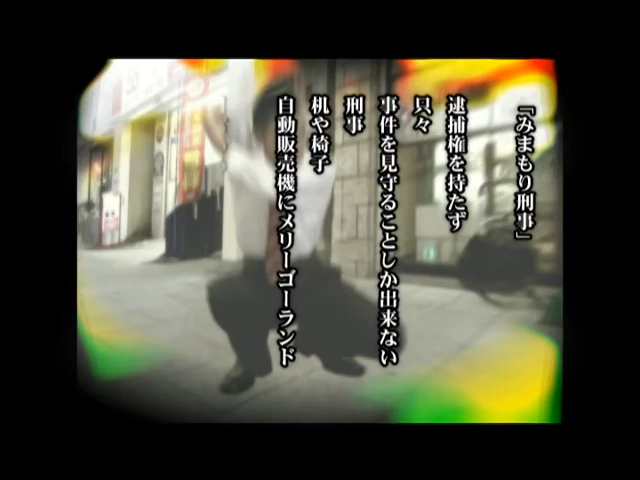 「みまもり刑事」
逮捕権を持たず
只々
事件を見守ることしか出来ない
刑事
机や椅子
自動販売機にメリーゴーランド